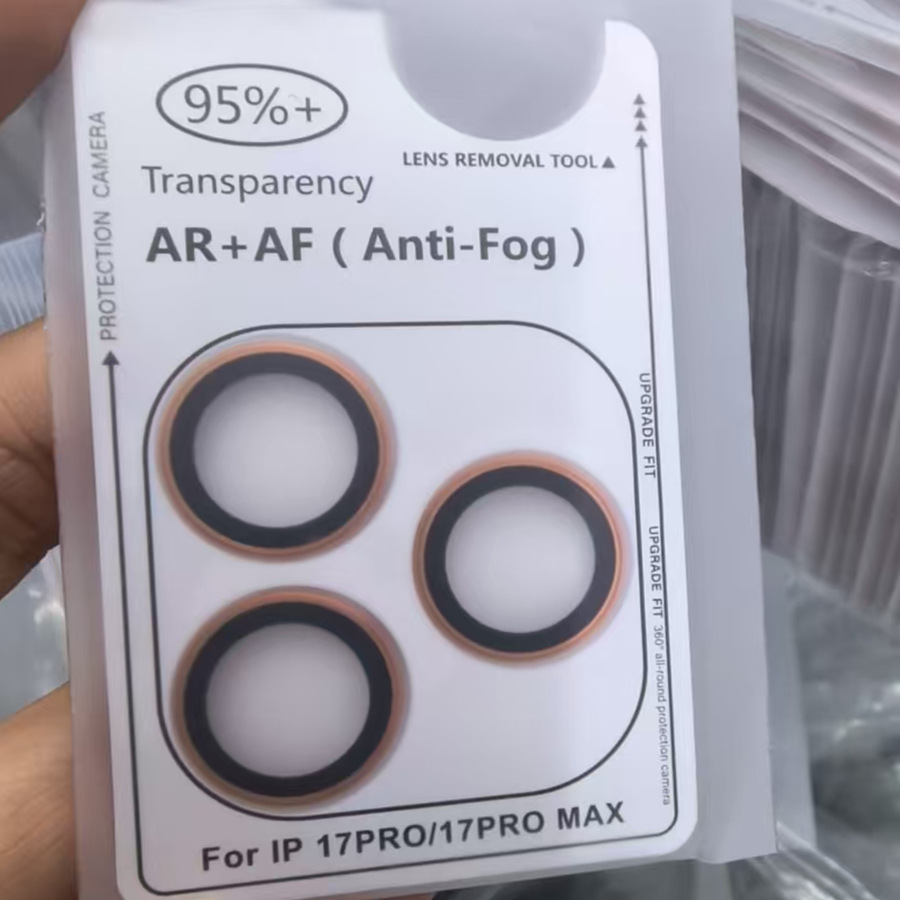 95%+
Transparency
LENS REMOVAL TOOL▲
AR+AF ( Anti-Fog )
PROTECTION CAMERA
UPGRADE FIT
UPGRADE FIT 360° all-round protection camera
For IP 17PRO/17PRO MAX